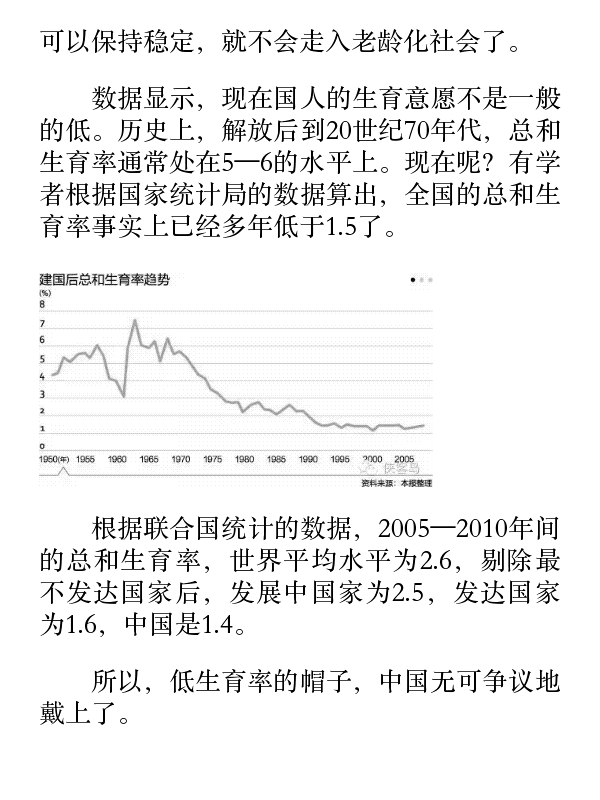 可以保持稳定，就不会走入老龄化社会了。
数据显示，现在国人的生育意愿不是一般
的低。历史上，解放后到20世纪70年代，总和
生育率通常处在5—6的水平上。现在呢？有学
者根据国家统计局的数据算出，全国的总和生
育率事实上已经多年低于1.5了。
建国后总和生育率趋势
(%)
8
7
6
5
4
3
2
1
0
1950(年) 1955 1960 1965 1970 1975 1980 1985 1990 1995 2000 2005
侠客岛
资料来源：本报整理
根据联合国统计的数据，2005—2010年间
的总和生育率，世界平均水平为2.6，剔除最
不发达国家后，发展中国家为2.5，发达国家
为1.6，中国是1.4。
所以，低生育率的帽子，中国无可争议地
戴上了。